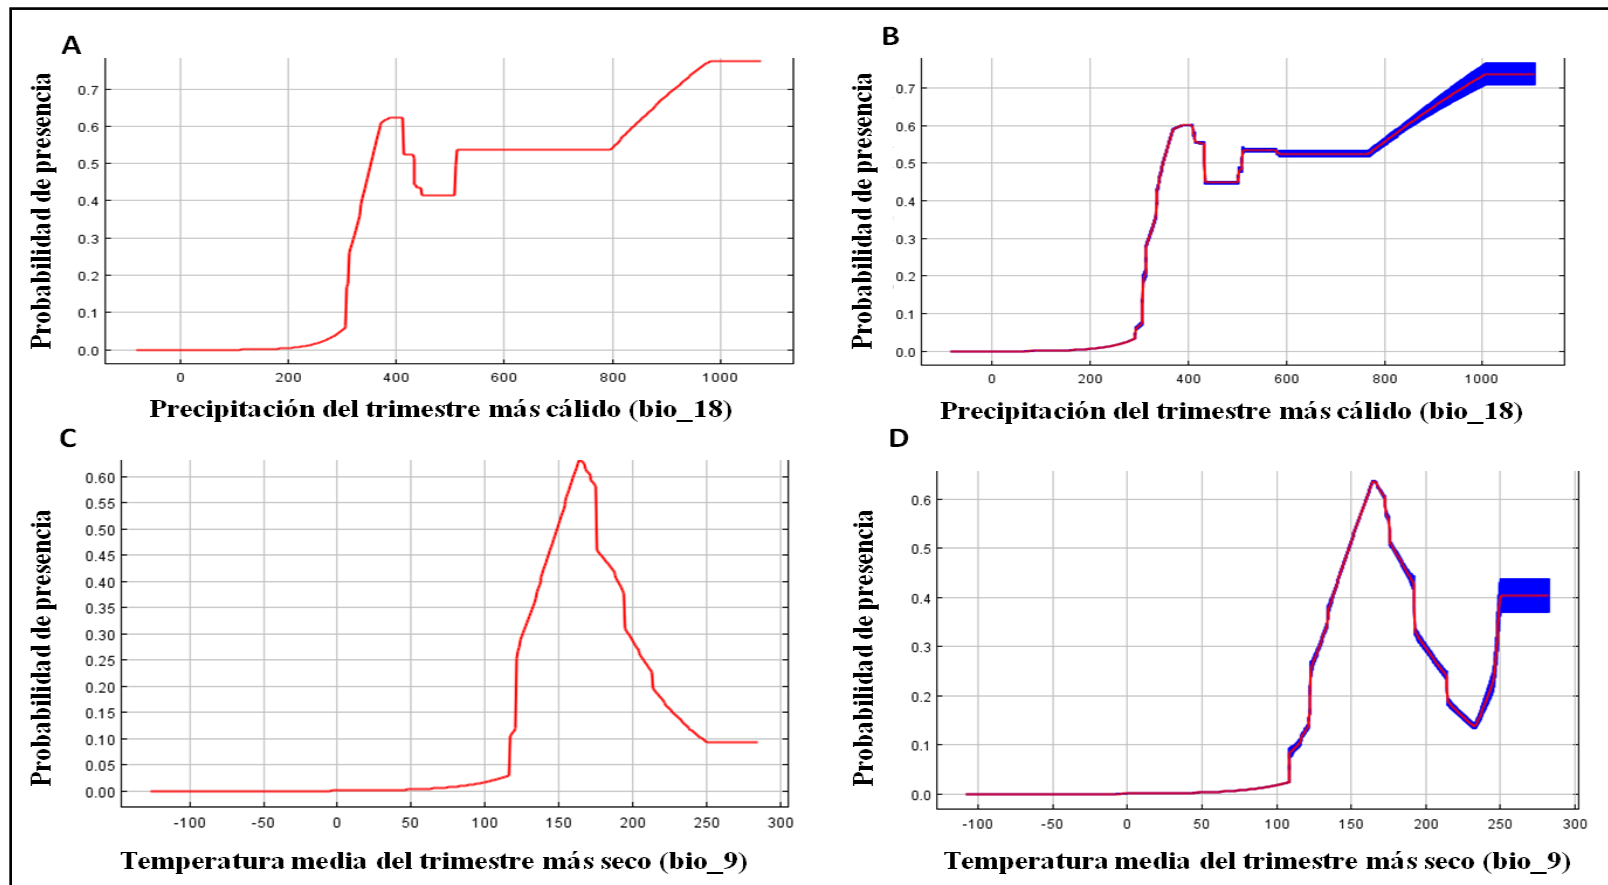 A
Probabilidad de presencia
0.7
0.6
0.5
0.4
0.3
0.2
0.1
0.0
0 200 400 600 800 1000
Precipitación del trimestre más cálido (bio_18)
B
Probabilidad de presencia
0.7
0.6
0.5
0.4
0.3
0.2
0.1
0.0
0 200 400 600 800 1000
Precipitación del trimestre más cálido (bio_18)
C
Probabilidad de presencia
0.60
0.55
0.50
0.45
0.40
0.35
0.30
0.25
0.20
0.15
0.10
0.05
0.00
-100 -50 0 50 100 150 200 250 300
Temperatura media del trimestre más seco (bio_9)
D
Probabilidad de presencia
0.6
0.5
0.4
0.3
0.2
0.1
0.0
-100 -50 0 50 100 150 200 250 300
Temperatura media del trimestre más seco (bio_9)